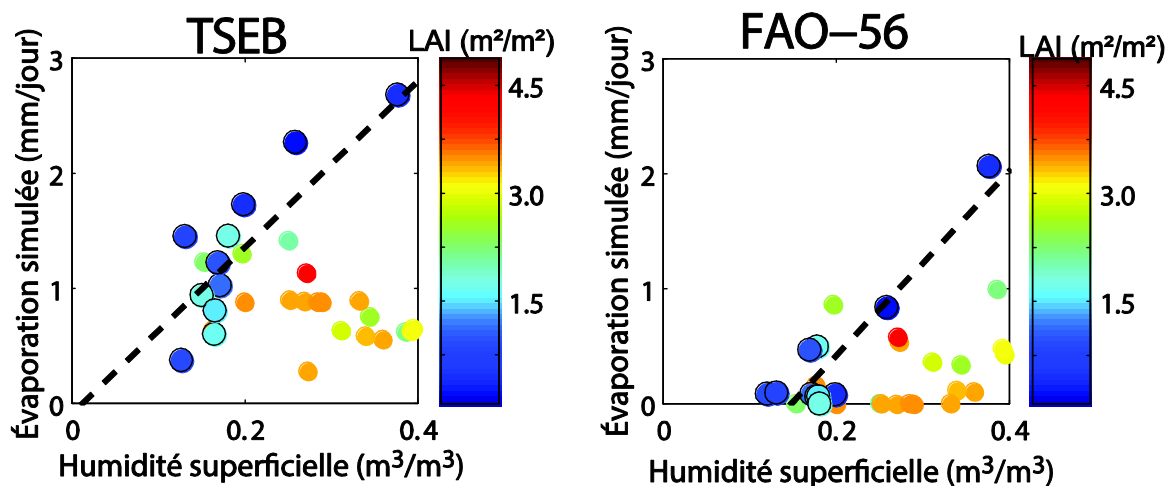 TSEB
LAI (m²/m²)
Évaporation simulée (mm/jour)
3
2
1
0
0
0.2
0.4
Humidité superficielle (m³/m³)
4.5
3.0
1.5
FAO–56
LAI (m²/m²)
Évaporation simulée (mm/jour)
3
2
1
0
0
0.2
0.4
Humidité superficielle (m³/m³)
4.5
3.0
1.5